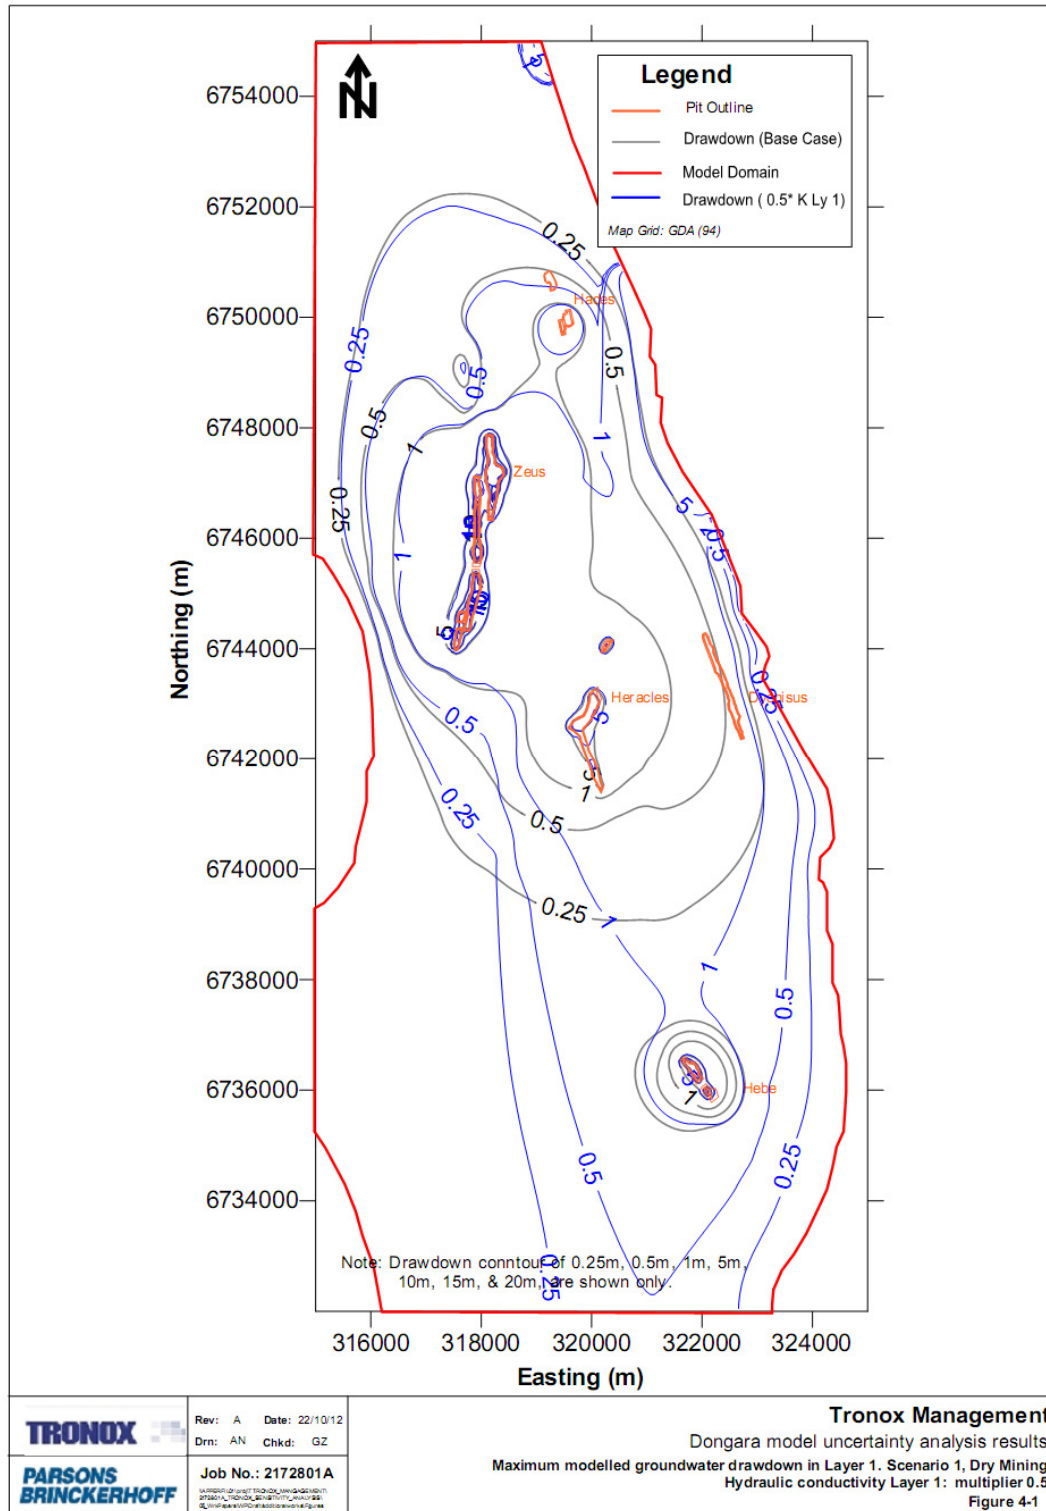 Legend
Pit Outline
Drawdown (Base Case)
Model Domain
Drawdown ( 0.5* K Ly 1)
Map Grid: GDA (94)
N
6754000
6752000
6750000
6748000
6746000
6744000
6742000
6740000
6738000
6736000
6734000
Northing (m)
5
0.25
Hades
0.25
0.5
0.5
0.5
1
1
Zeus
0.25
5
0.5
1
5
Heracles
5
0.25
0.5
5
1
0.25
0.5
0.25
1
1
0.5
5
1
Hebe
0.5
0.25
0.25
Note: Drawdown conntour of 0.25m, 0.5m, 1m, 5m,
10m, 15m, & 20m, are shown only.
316000 318000 320000 322000 324000
Easting (m)
TRONOX
PARSONS
BRINCKERHOFF
Rev: A Date: 22/10/12
Drn: AN Chkd: GZ
Job No.: 2172801A
Tronox Management
Dongara model uncertainty analysis results
Maximum modelled groundwater drawdown in Layer 1. Scenario 1, Dry Mining
Hydraulic conductivity Layer 1: multiplier 0.5
Figure 4-1